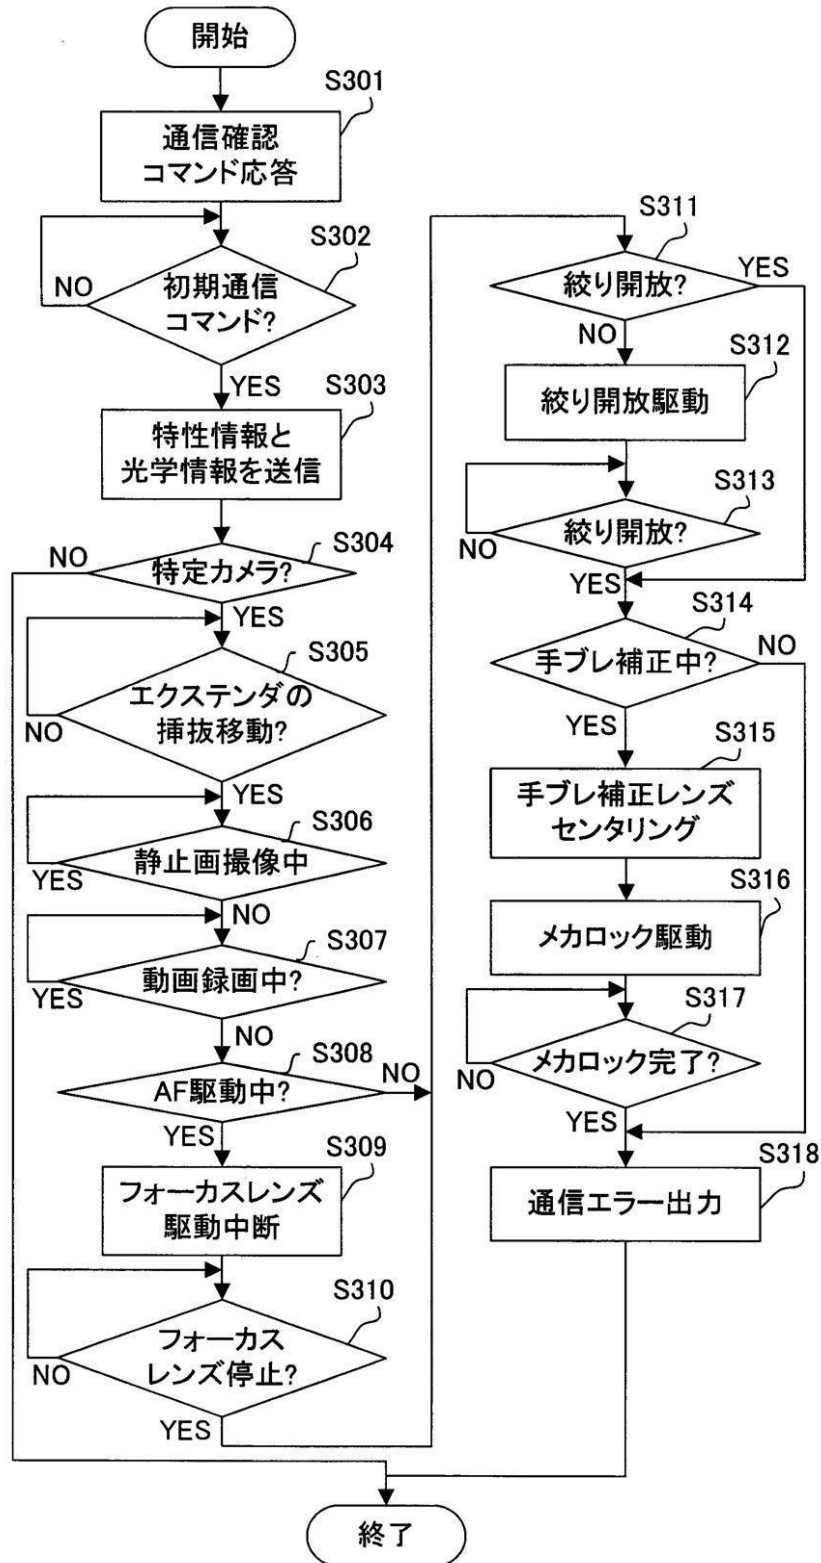 開始
S301
通信確認
コマンド応答
S302
初期通信
コマンド?
NO
YES
S303
特性情報と
光学情報を送信
S304
特定カメラ?
NO
YES
S305
エクステンダの
挿抜移動?
NO
YES
S306
静止画撮像中
YES
NO
S307
動画録画中?
YES
NO
S308
AF駆動中?
NO
YES
S309
フォーカスレンズ
駆動中断
S310
フォーカス
レンズ停止?
NO
YES
S311
絞り開放?
YES
NO
S312
絞り開放駆動
S313
絞り開放?
NO
YES
S314
手ブレ補正中?
NO
YES
S315
手ブレ補正レンズ
センタリング
S316
メカロック駆動
S317
メカロック完了?
NO
YES
S318
通信エラー出力
終了